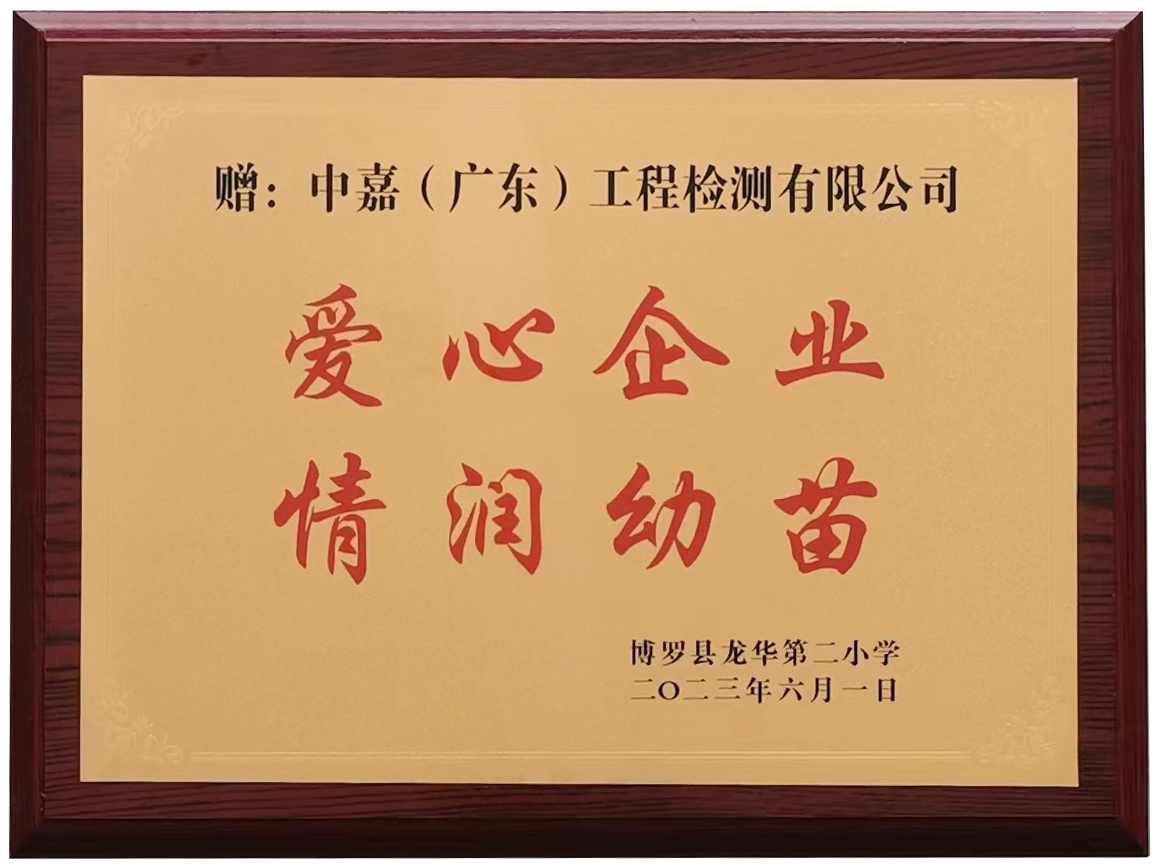 赠：中嘉（广东）工程检测有限公司
爱心企业
情润幼苗
博罗县龙华第二小学
二〇二三年六月一日